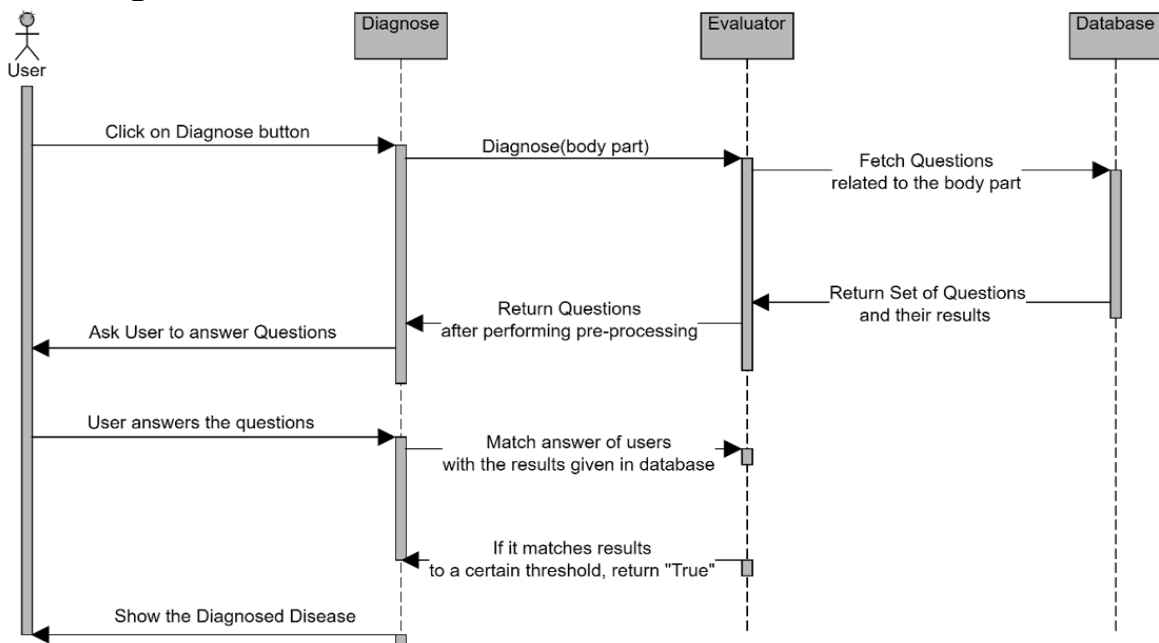 Diagnose
Evaluator
Database
User
Click on Diagnose button
Diagnose(body part)
Fetch Questions
related to the body part
Return Set of Questions
and their results
Return Questions
after performing pre-processing
Ask User to answer Questions
User answers the questions
Match answer of users
with the results given in database
If it matches results
to a certain threshold, return "True"
Show the Diagnosed Disease